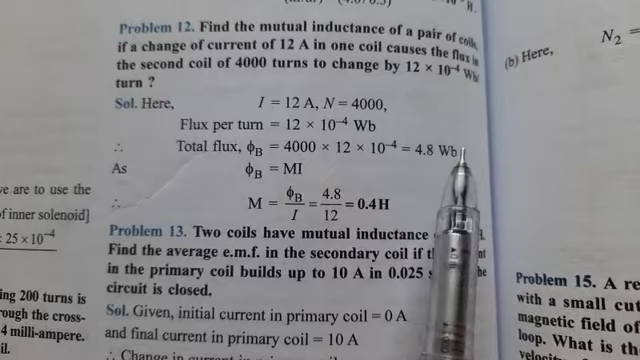 H.
Problem 12. Find the mutual inductance of a pair of coils,
if a change of current of 12 A in one coil causes the flux in
the second coil of 4000 turns to change by 12 × 10⁻⁴ Wb/
turn ?
Sol. Here, I = 12 A, N = 4000,
Flux per turn = 12 × 10⁻⁴ Wb
∴ Total flux, ϕB = 4000 × 12 × 10⁻⁴ = 4.8 Wb
As ϕB = MI
∴ M = ϕB/I = 4.8/12 = 0.4 H
Problem 13. Two coils have mutual inductance
Find the average e.m.f. in the secondary coil if
in the primary coil builds up to 10 A in 0.025
circuit is closed.
Sol. Given, initial current in primary coil = 0 A
and final current in primary coil = 10 A
∴ Change in current in
are to use the
of inner solenoid]
25 × 10⁻⁴
200 turns is
the cross-
4 milli-ampere.
N₂ =
(b) Here,
Problem 15. A
with a small
magnetic field of
loop. What is